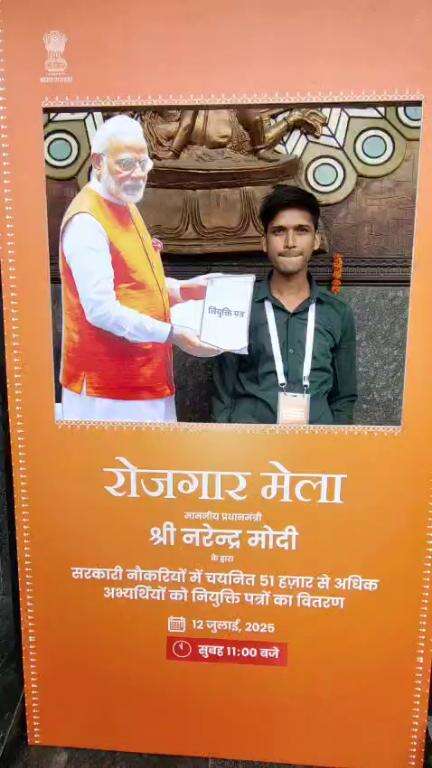 नियुक्ति पत्र
रोजगार मेला
माननीय प्रधानमंत्री
श्री नरेन्द्र मोदी
के द्वारा
सरकारी नौकरियों में चयनित 51 हज़ार से अधिक
अभ्यर्थियों को नियुक्ति पत्रों का वितरण
12 जुलाई, 2025
सुबह 11:00 बजे